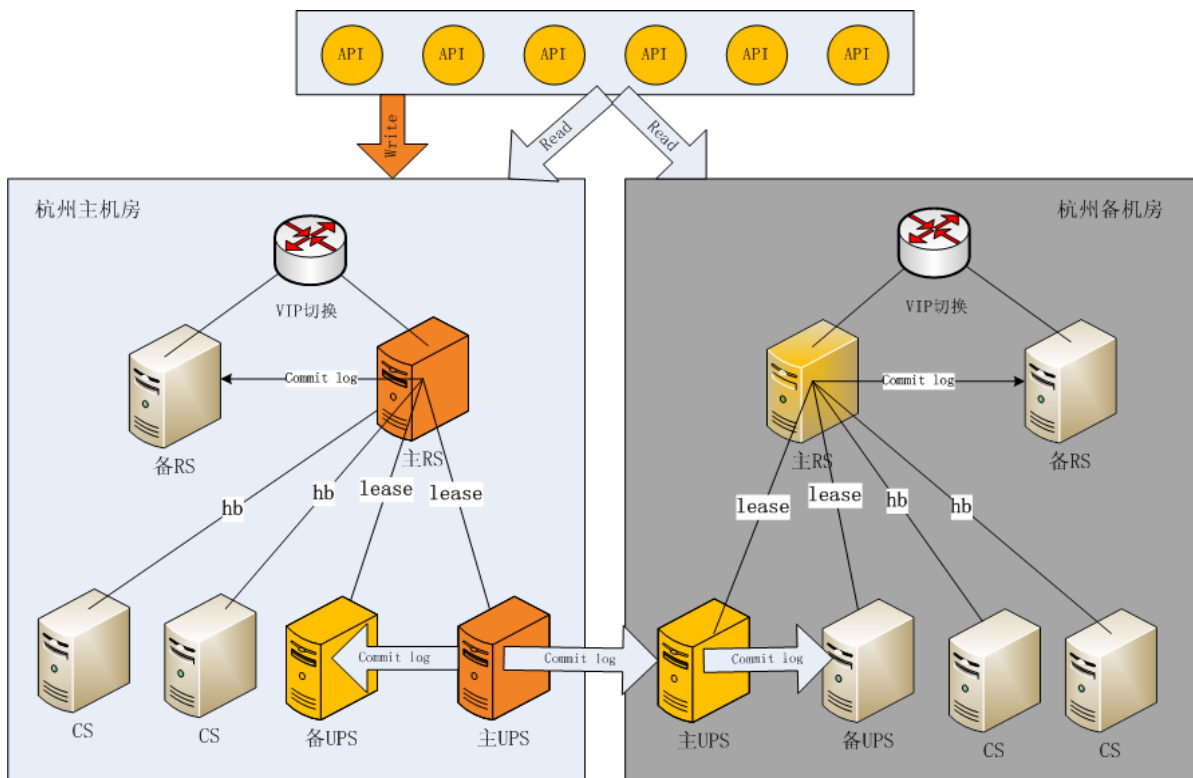 API
API
API
API
API
API
Write
Read
Read
杭州主机房
VIP切换
Commit log
备RS
主RS
hb
hb
lease
lease
Commit log
Commit log
CS
CS
备UPS
主UPS
杭州备机房
VIP切换
Commit log
主RS
备RS
lease
lease
hb
hb
Commit log
主UPS
备UPS
CS
CS